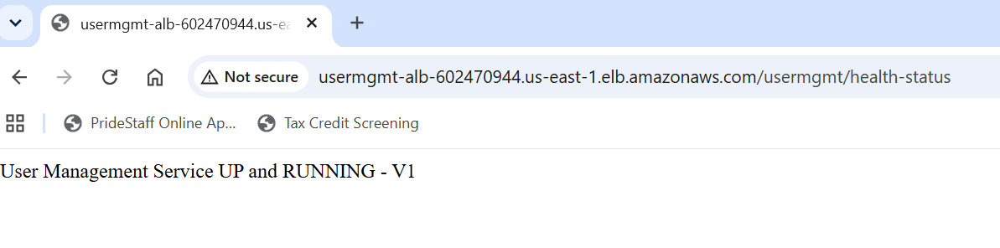 usermgmt-alb-602470944.us-ea
Not secure usermgmt-alb-602470944.us-east-1.elb.amazonaws.com/usermgmt/health-status
PrideStaff Online Ap... Tax Credit Screening
User Management Service UP and RUNNING - V1